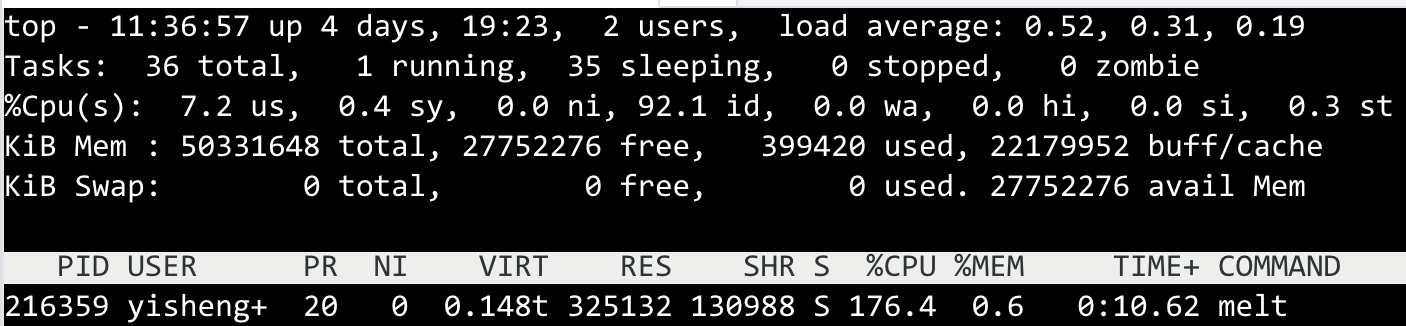 top - 11:36:57 up 4 days, 19:23,  2 users,  load average: 0.52, 0.31, 0.19
Tasks:  36 total,   1 running,  35 sleeping,   0 stopped,   0 zombie
%Cpu(s):  7.2 us,  0.4 sy,  0.0 ni, 92.1 id,  0.0 wa,  0.0 hi,  0.0 si,  0.3 st
KiB Mem : 50331648 total, 27752276 free,   399420 used, 22179952 buff/cache
KiB Swap:        0 total,        0 free,        0 used. 27752276 avail Mem
   PID USER      PR  NI    VIRT    RES    SHR S  %CPU %MEM     TIME+ COMMAND
216359 yisheng+  20   0  0.148t 325132 130988 S 176.4  0.6   0:10.62 melt